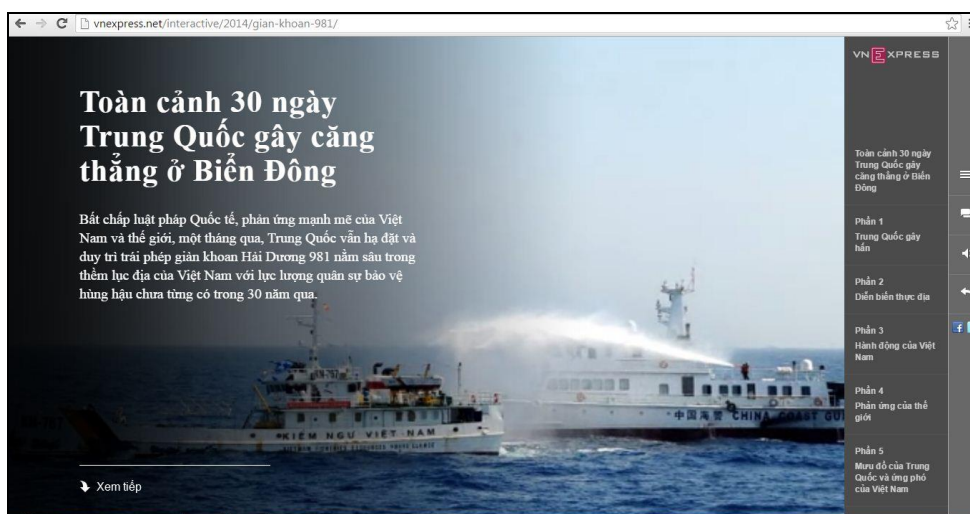 vnexpress.net/interactive/2014/gian-khoan-981/
Toàn cảnh 30 ngày
Trung Quốc gây căng
thẳng ở Biển Đông
Bất chấp luật pháp Quốc tế, phản ứng mạnh mẽ của Việt
Nam và thế giới, một tháng qua, Trung Quốc vẫn hạ đặt và
duy trì trái phép giàn khoan Hải Dương 981 nằm sâu trong
thềm lục địa của Việt Nam với lực lượng quân sự bảo vệ
hùng hậu chưa từng có trong 30 năm qua.
KIEM NGU VIET NAM
中国海警 CHINA COAST GU
Xem tiếp
VNEXPRESS
Toàn cảnh 30 ngày
Trung Quốc gây
căng thẳng ở Biển
Đông
Phần 1
Trung Quốc gây
hấn
Phần 2
Diễn biến thực địa
Phần 3
Hành động của Việt
Nam
Phần 4
Phản ứng của thế
giới
Phần 5
Mưu đồ của Trung
Quốc và ứng phó
của Việt Nam